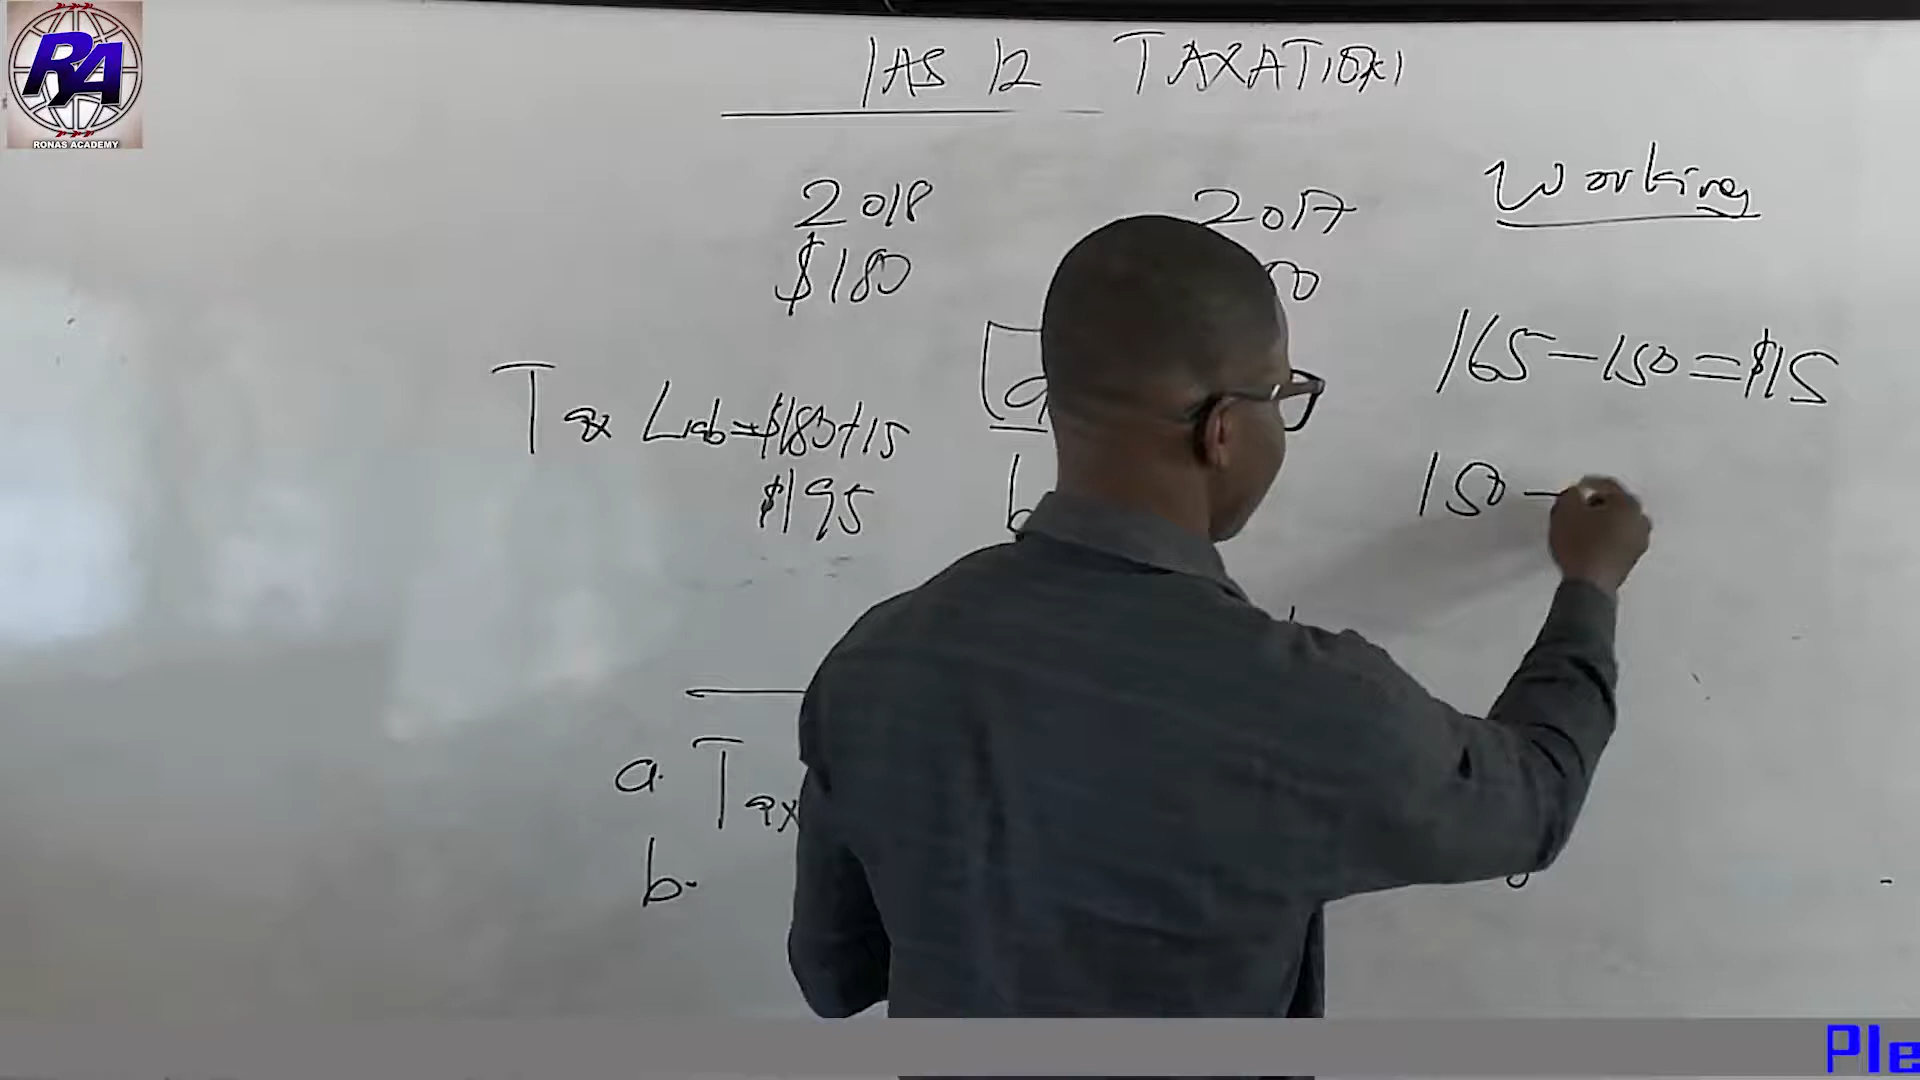 RA
RONAS ACADEMY
IAS 12 TAXATION
2018 2017
$180
Working
165-150=$15
Tax Liab=$180+15
$195
a
b
150-
a. Tax
b.
Ple